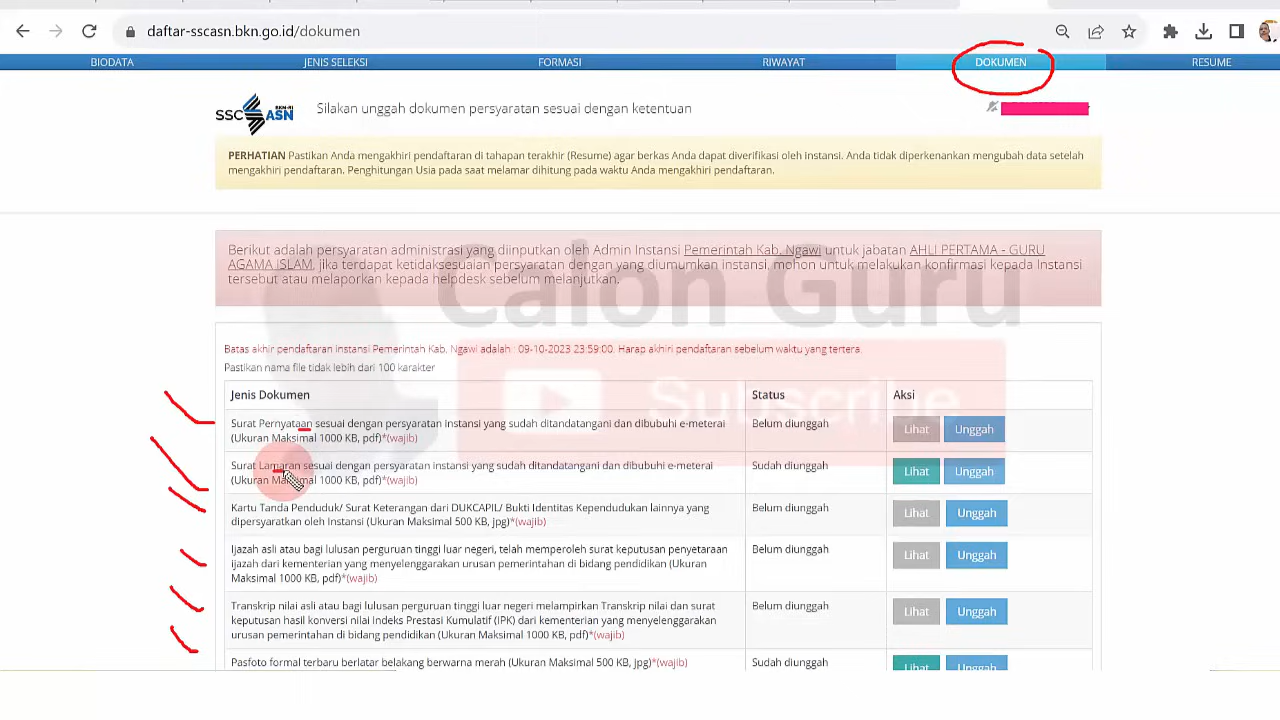 daftar-sscasn.bkn.go.id/dokumen
BIODATA JENIS SELEKSI FORMASI RIWAYAT DOKUMEN RESUME
SSC ASN BKN-RI Silakan unggah dokumen persyaratan sesuai dengan ketentuan
PERHATIAN Pastikan Anda mengakhiri pendaftaran di tahapan terakhir (Resume) agar berkas Anda dapat diverifikasi oleh instansi. Anda tidak diperkenankan mengubah data setelah
mengakhiri pendaftaran. Penghitungan Usia pada saat melamar dihitung pada waktu Anda mengakhiri pendaftaran.
Berikut adalah persyaratan administrasi yang diinputkan oleh Admin Instansi Pemerintah Kab. Ngawi untuk jabatan AHLI PERTAMA - GURU
AGAMA ISLAM, jika terdapat ketidaksesuaian persyaratan dengan yang diumumkan instansi, mohon untuk melakukan konfirmasi kepada Instansi
tersebut atau melaporkan kepada helpdesk sebelum melanjutkan.
Calon Guru
Batas akhir pendaftaran instansi Pemerintah Kab. Ngawi adalah : 09-10-2023 23:59:00. Harap akhiri pendaftaran sebelum waktu yang tertera.
Pastikan nama file tidak lebih dari 100 karakter
Subscribe
Jenis Dokumen Status Aksi
Surat Pernyataan sesuai dengan persyaratan Instansi yang sudah ditandatangani dan dibubuhi e-meterai Belum diunggah Lihat Unggah
(Ukuran Maksimal 1000 KB, pdf)*(wajib)
Surat Lamaran sesuai dengan persyaratan instansi yang sudah ditandatangani dan dibubuhi e-meterai Sudah diunggah Lihat Unggah
(Ukuran Maksimal 1000 KB, pdf)*(wajib)
Kartu Tanda Penduduk/ Surat Keterangan dari DUKCAPIL/ Bukti Identitas Kependudukan lainnya yang Belum diunggah Lihat Unggah
dipersyaratkan oleh Instansi (Ukuran Maksimal 500 KB, jpg)*(wajib)
Ijazah asli atau bagi lulusan perguruan tinggi luar negeri, telah memperoleh surat keputusan penyetaraan Belum diunggah Lihat Unggah
ijazah dari kementerian yang menyelenggarakan urusan pemerintahan di bidang pendidikan (Ukuran
Maksimal 1000 KB, pdf)*(wajib)
Transkrip nilai asli atau bagi lulusan perguruan tinggi luar negeri melampirkan Transkrip nilai dan surat Belum diunggah Lihat Unggah
keputusan hasil konversi nilai Indeks Prestasi Kumulatif (IPK) dari kementerian yang menyelenggarakan
urusan pemerintahan di bidang pendidikan (Ukuran Maksimal 1000 KB, pdf)*(wajib)
Pasfoto formal terbaru berlatar belakang berwarna merah (Ukuran Maksimal 500 KB, jpg)*(wajib) Sudah diunggah Lihat Unggah